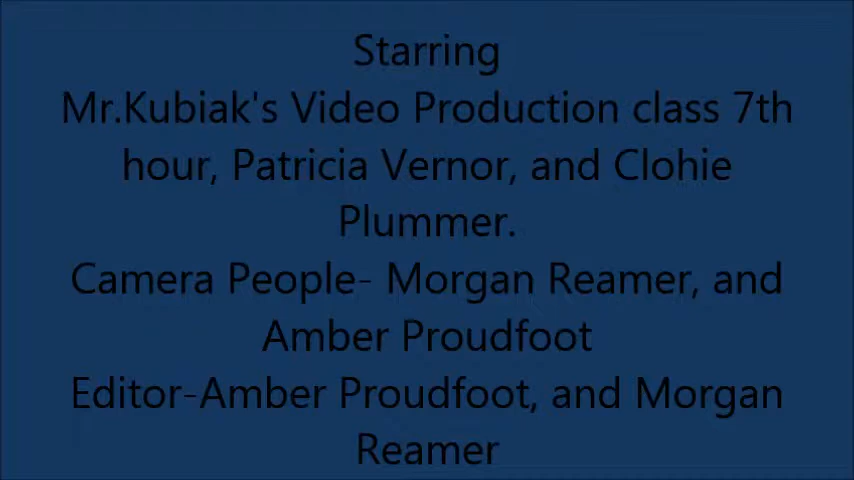 Starring
Mr.Kubiak's Video Production class 7th
hour, Patricia Vernor, and Clohie
Plummer.
Camera People- Morgan Reamer, and
Amber Proudfoot
Editor-Amber Proudfoot, and Morgan
Reamer